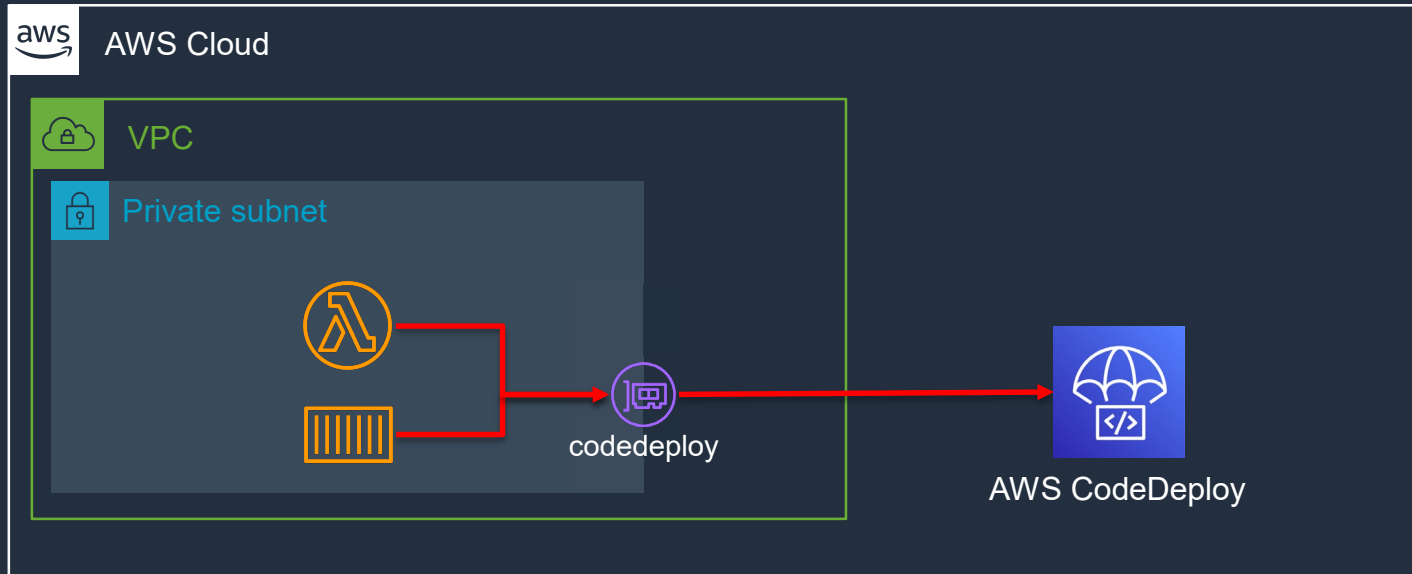 aws
AWS Cloud
VPC
Private subnet
codedeploy
</>
AWS CodeDeploy